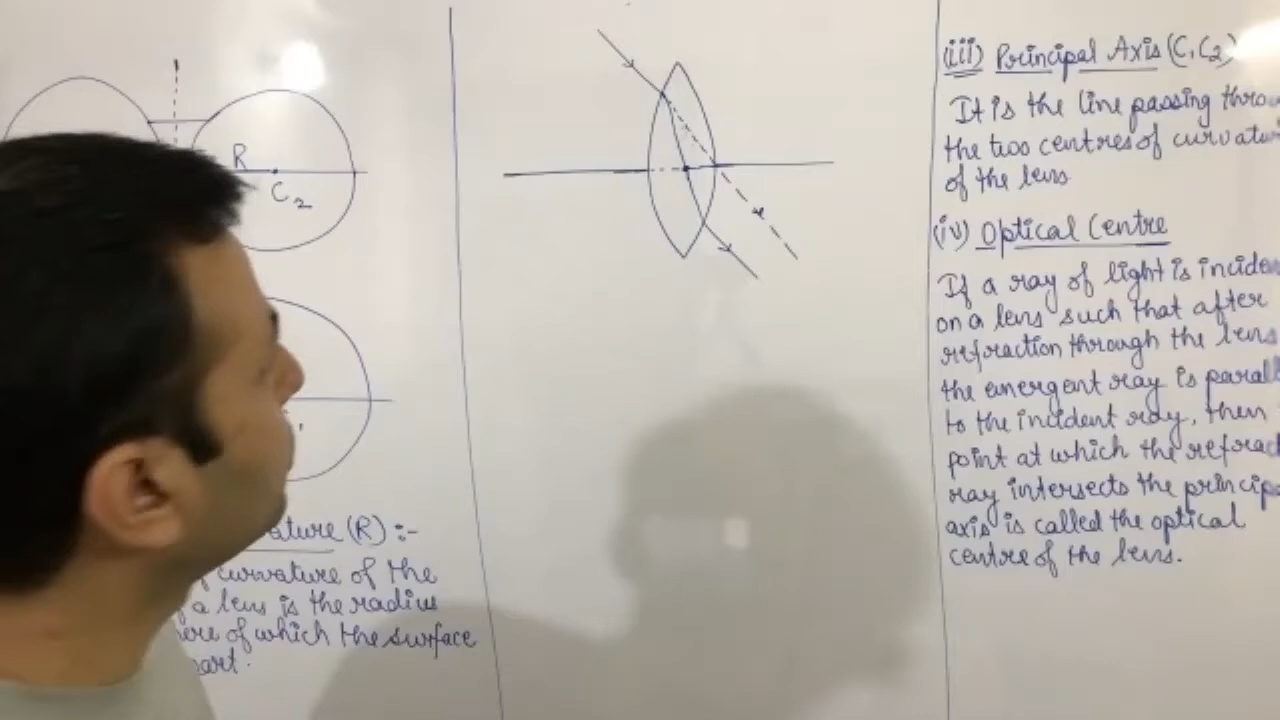 R
C2
ature (R) :-
f curvature of the
a lens is the radius
ere of which the surface
part.
(iii) Principal Axis (C1C2)
It is the line passing throu
the two centres of curvatu
of the lens
(iv) Optical Centre
If a ray of light is inciden
on a lens such that after
refraction through the lens
the emergent ray is parall
to the incident ray, then
point at which the refrac
ray intersects the princip
axis is called the optical
centre of the lens.